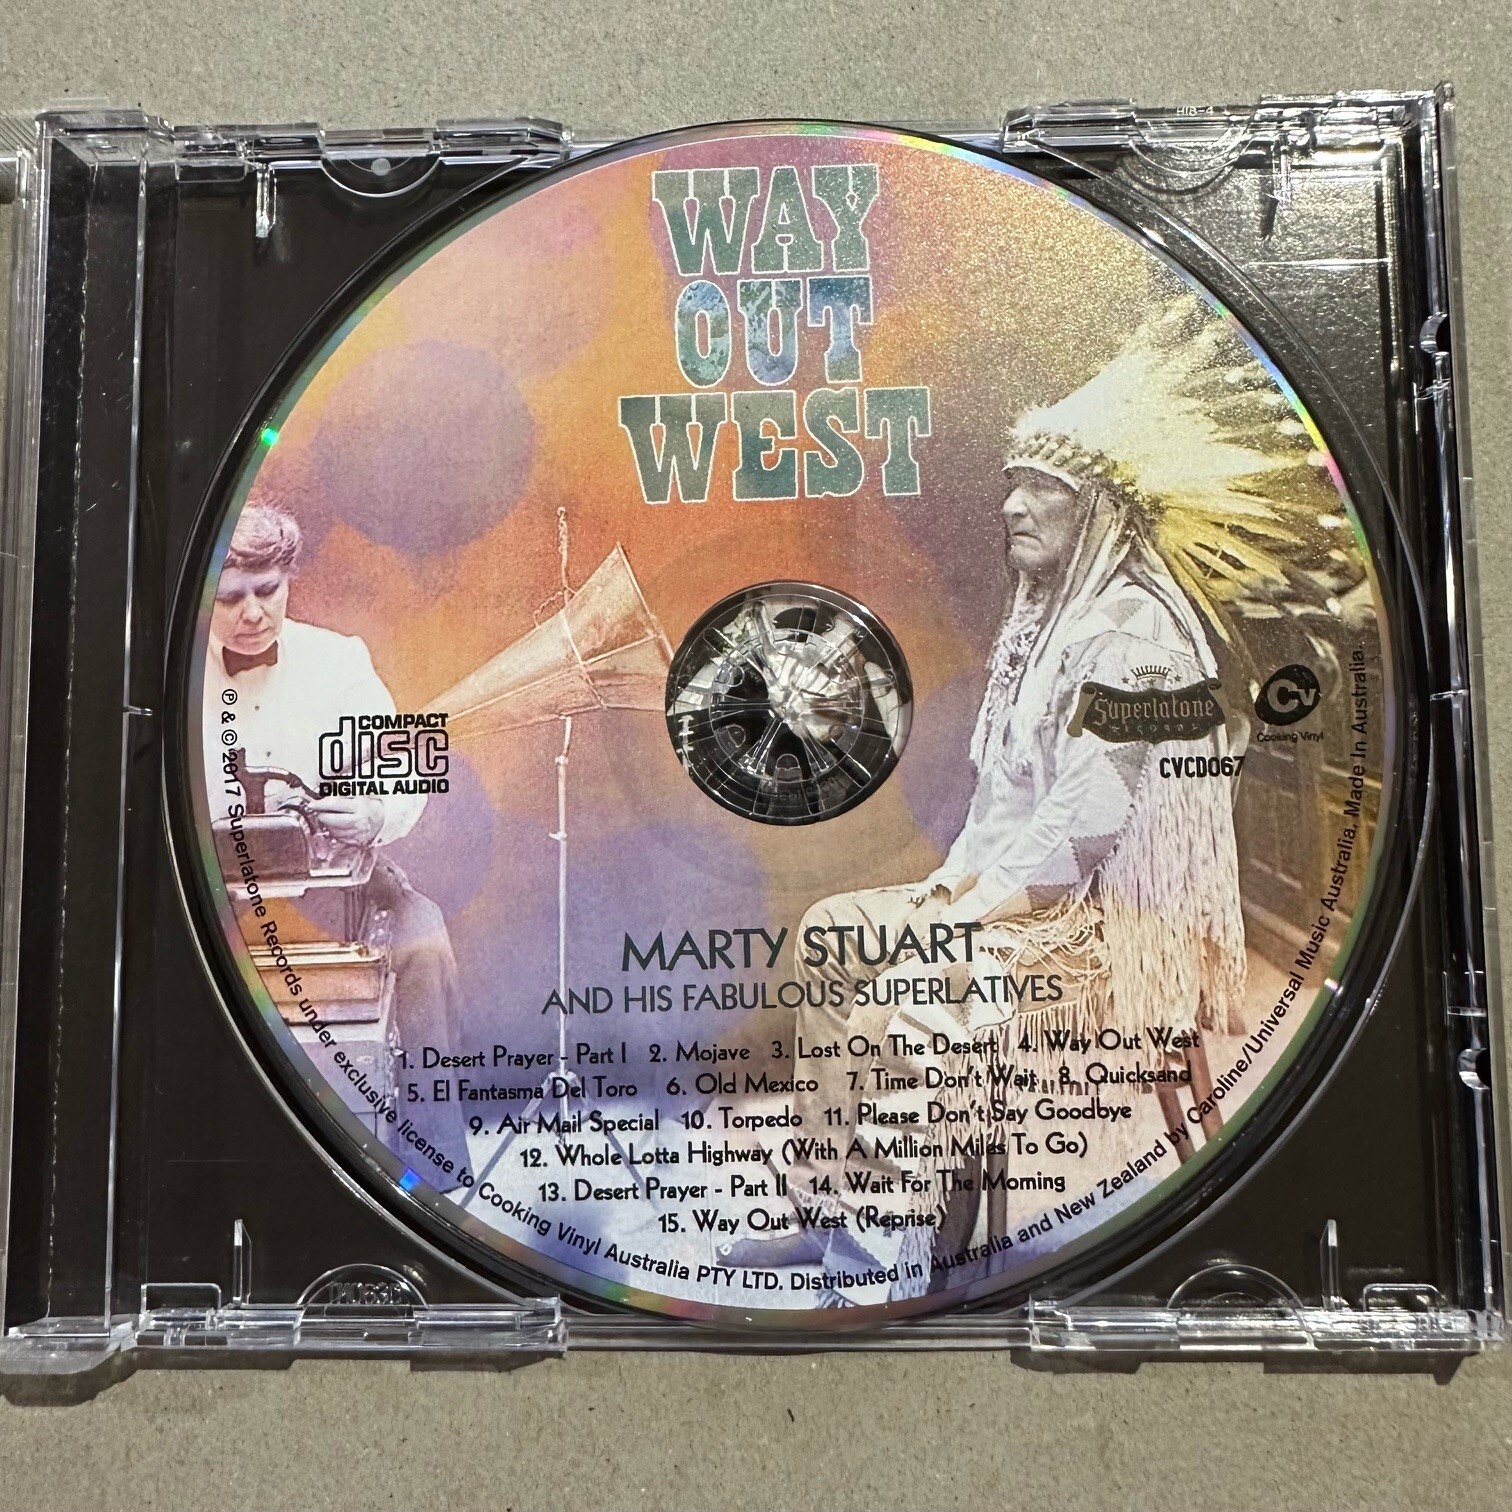 WAY
OUT
WEST
COMPACT
disc
DIGITAL AUDIO
Superlatone
RECORDS
CV
Cooking Vinyl
CVCD067
MARTY STUART
AND HIS FABULOUS SUPERLATIVES
1. Desert Prayer - Part I 2. Mojave 3. Lost On The Desert 4. Way Out West
5. El Fantasma Del Toro 6. Old Mexico 7. Time Don't Wait 8. Quicksand
9. Air Mail Special 10. Torpedo 11. Please Don't Say Goodbye
12. Whole Lotta Highway (With A Million Miles To Go)
13. Desert Prayer - Part II 14. Wait For The Morning
15. Way Out West (Reprise)
℗ & © 2017 Superlatone Records under exclusive license to Cooking Vinyl Australia PTY LTD. Distributed in Australia and New Zealand by Caroline/Universal Music Australia. Made In Australia.